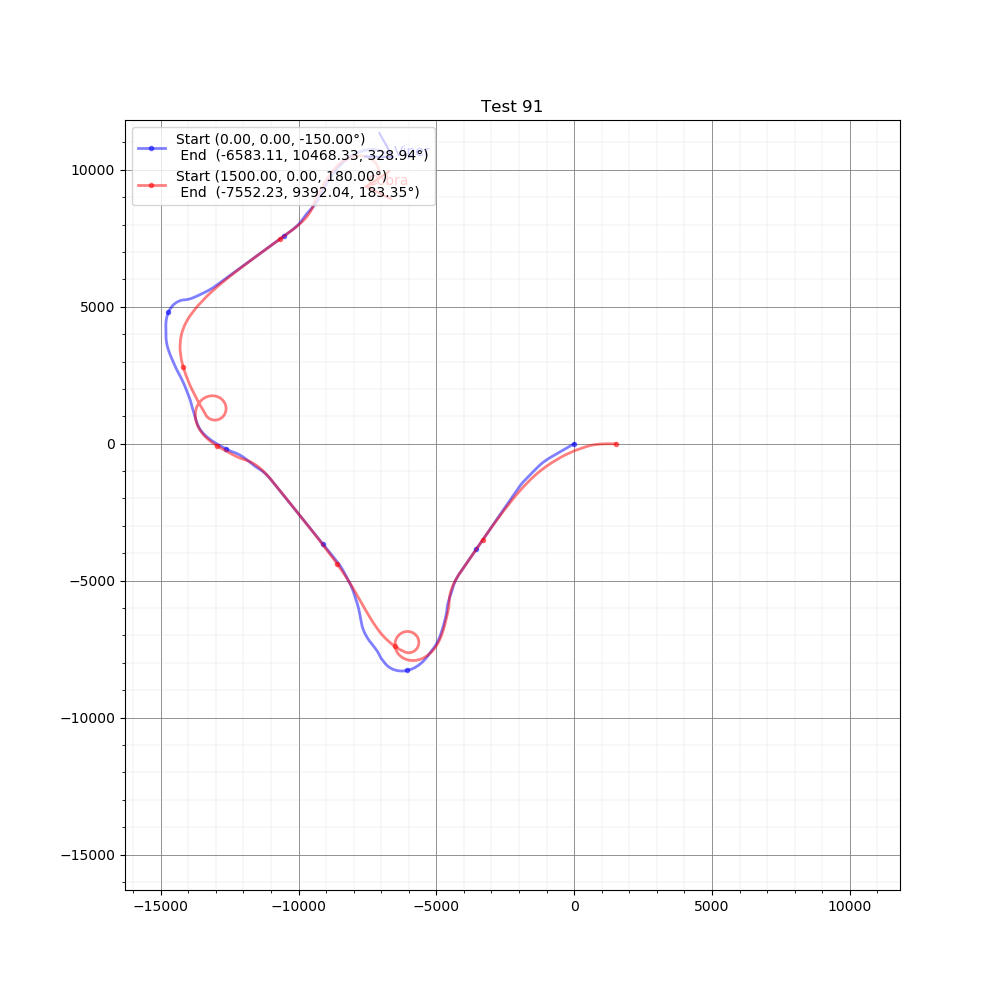 Test 91
Start (0.00, 0.00, -150.00°)
End (-6583.11, 10468.33, 328.94°)
Start (1500.00, 0.00, 180.00°)
End (-7552.23, 9392.04, 183.35°)
10000
5000
0
−5000
−10000
−15000
−15000
−10000
−5000
0
5000
10000